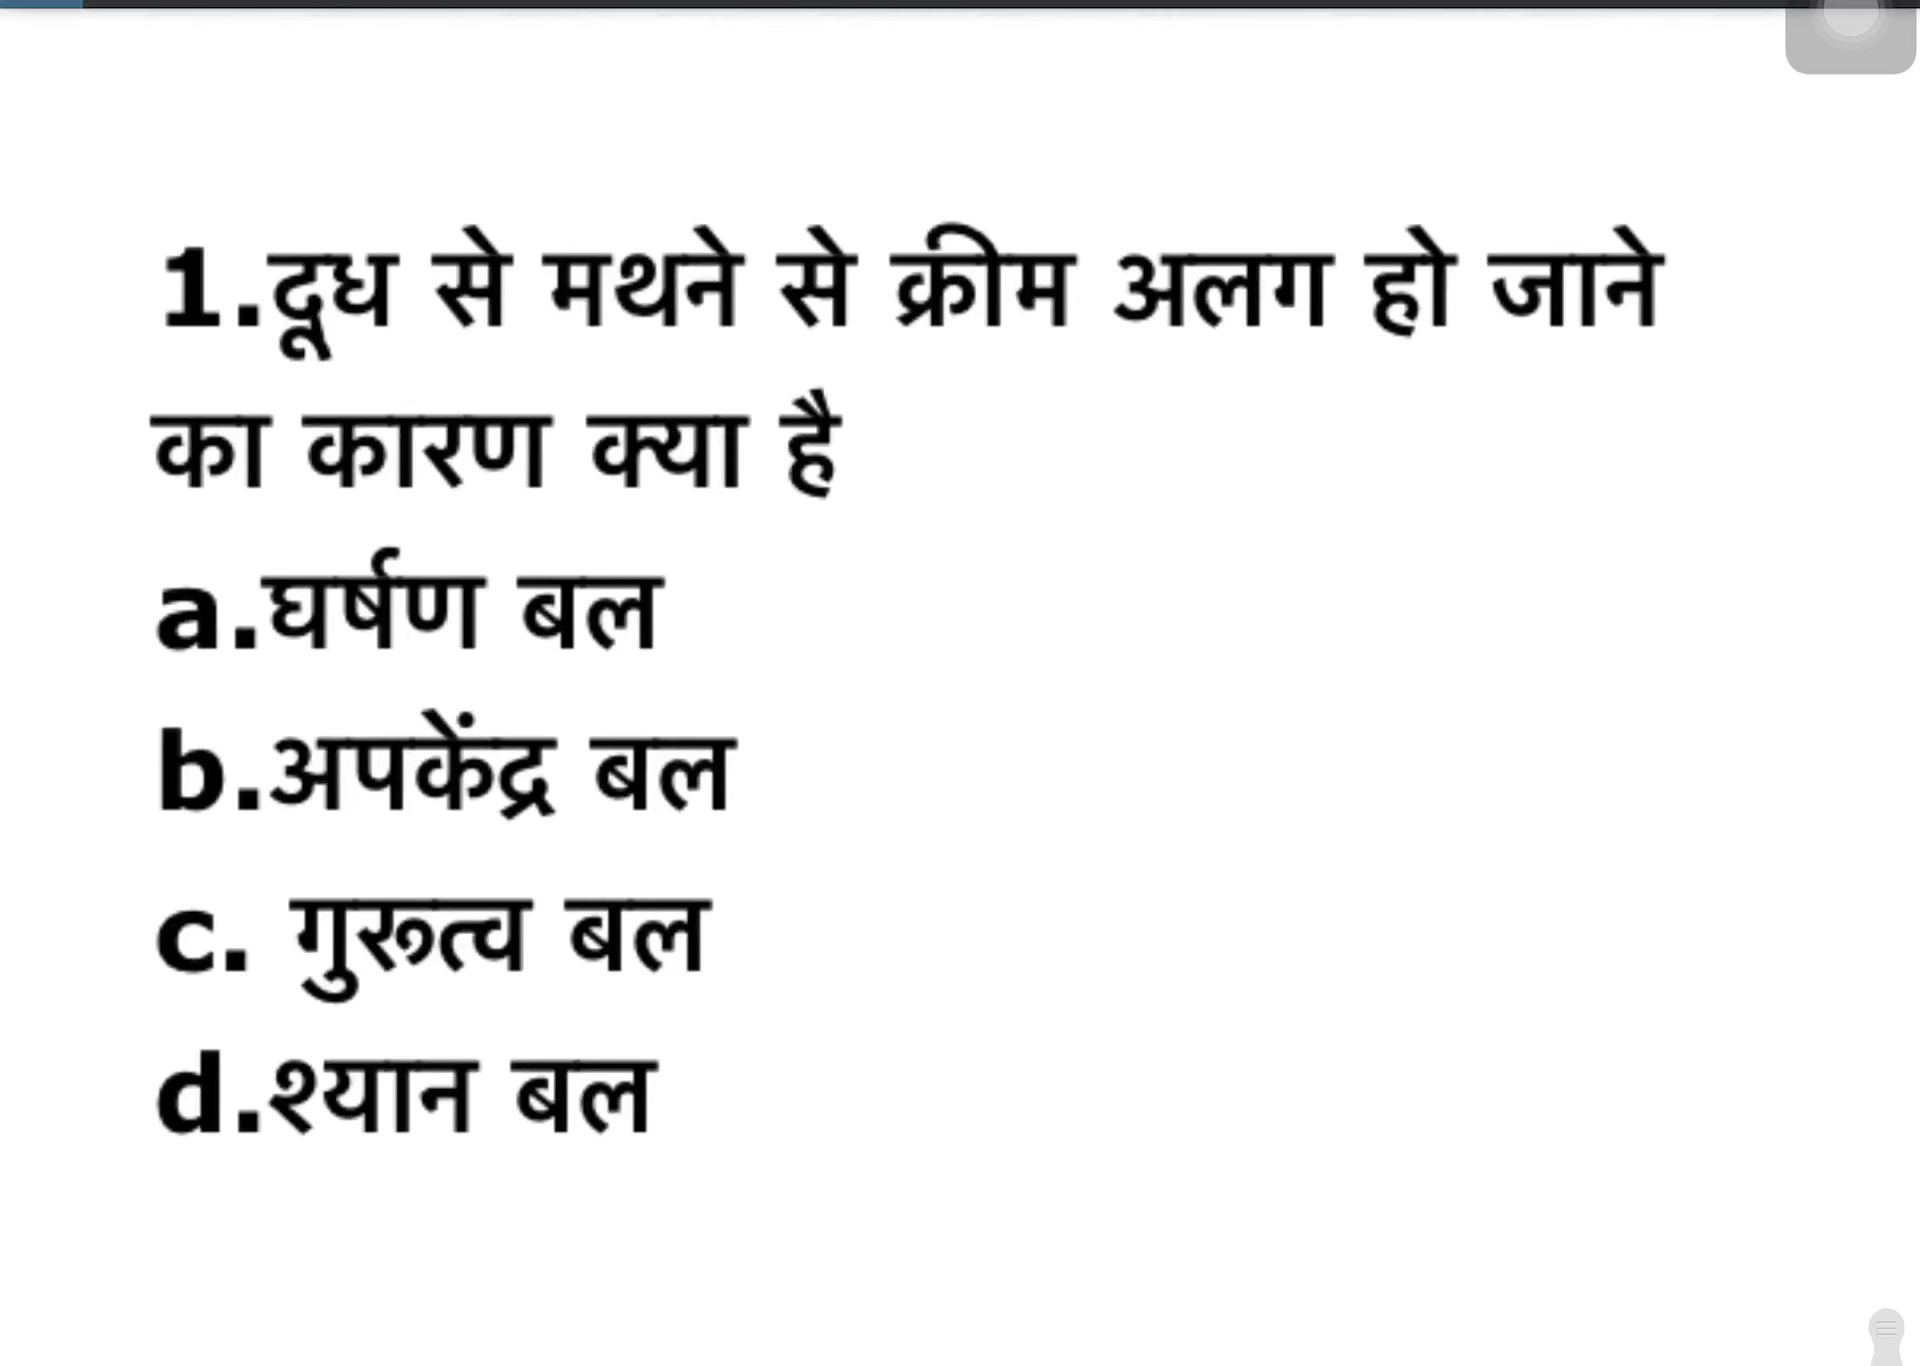 1.दूध से मथने से क्रीम अलग हो जाने
का कारण क्या है
a.घर्षण बल
b.अपकेंद्र बल
c. गुरूत्व बल
d.श्यान बल